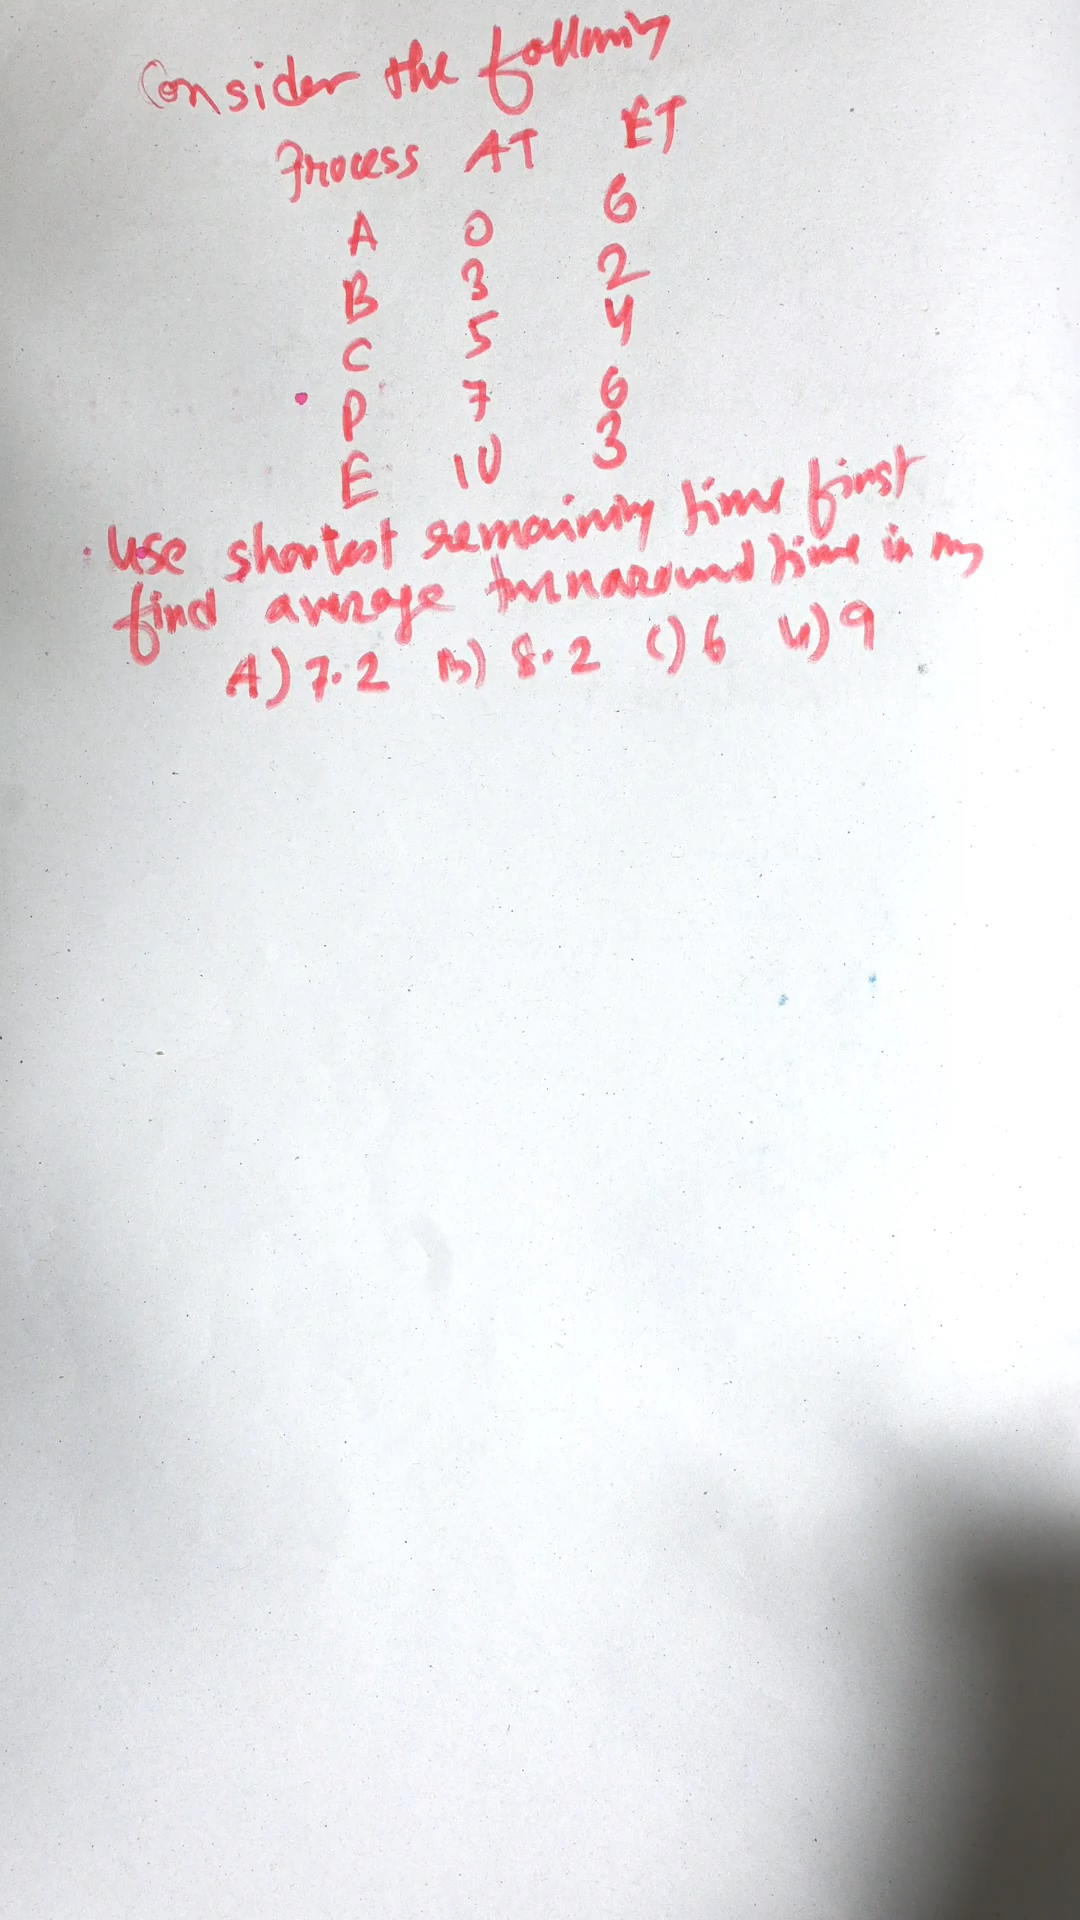 Consider the following
Process AT ET
A 0 6
B 3 2
C 5 4
D 7 6
E 10 3
Use shortest remaining time first
find average turnaround time in ms
A) 7.2 B) 8.2 C) 6 4) 9